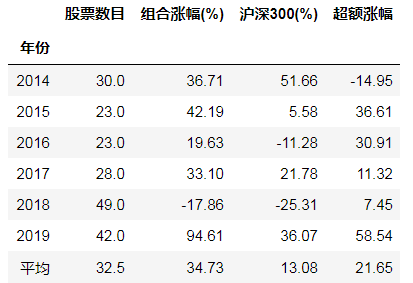 股票数目 组合涨幅(%) 沪深300(%) 超额涨幅
年份
2014 30.0 36.71 51.66 -14.95
2015 23.0 42.19 5.58 36.61
2016 23.0 19.63 -11.28 30.91
2017 28.0 33.10 21.78 11.32
2018 49.0 -17.86 -25.31 7.45
2019 42.0 94.61 36.07 58.54
平均 32.5 34.73 13.08 21.65